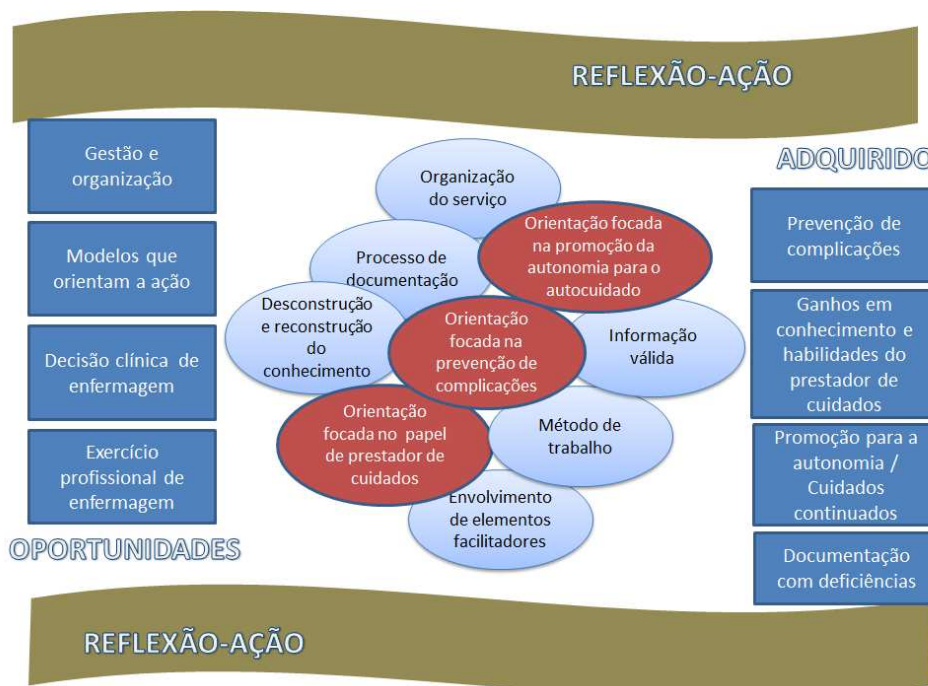 REFLEXÃO-AÇÃO
Gestão e
organização
Modelos que
orientam a ação
Decisão clínica de
enfermagem
Exercício
profissional de
enfermagem
OPORTUNIDADES
Organização
do serviço
Orientação focada
na promoção da
autonomia para o
autocuidado
Processo de
documentação
Desconstrução
e reconstrução
do
conhecimento
Orientação
focada na
prevenção de
complicações
Informação
válida
Orientação
focada no papel
de prestador de
cuidados
Método de
trabalho
Envolvimento
de elementos
facilitadores
ADQUIRIDO
Prevenção de
complicações
Ganhos em
conhecimento e
habilidades do
prestador de
cuidados
Promoção para a
autonomia /
Cuidados
continuados
Documentação
com deficiências
REFLEXÃO-AÇÃO